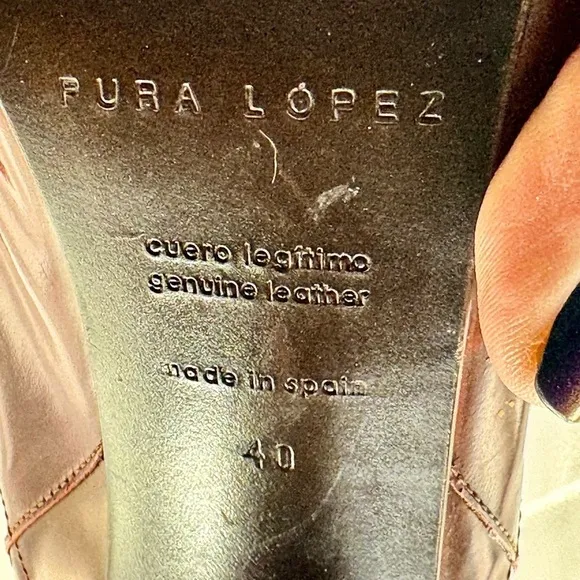 PURA LÓPEZ
cuero legítimo
genuine leather
made in spain
40